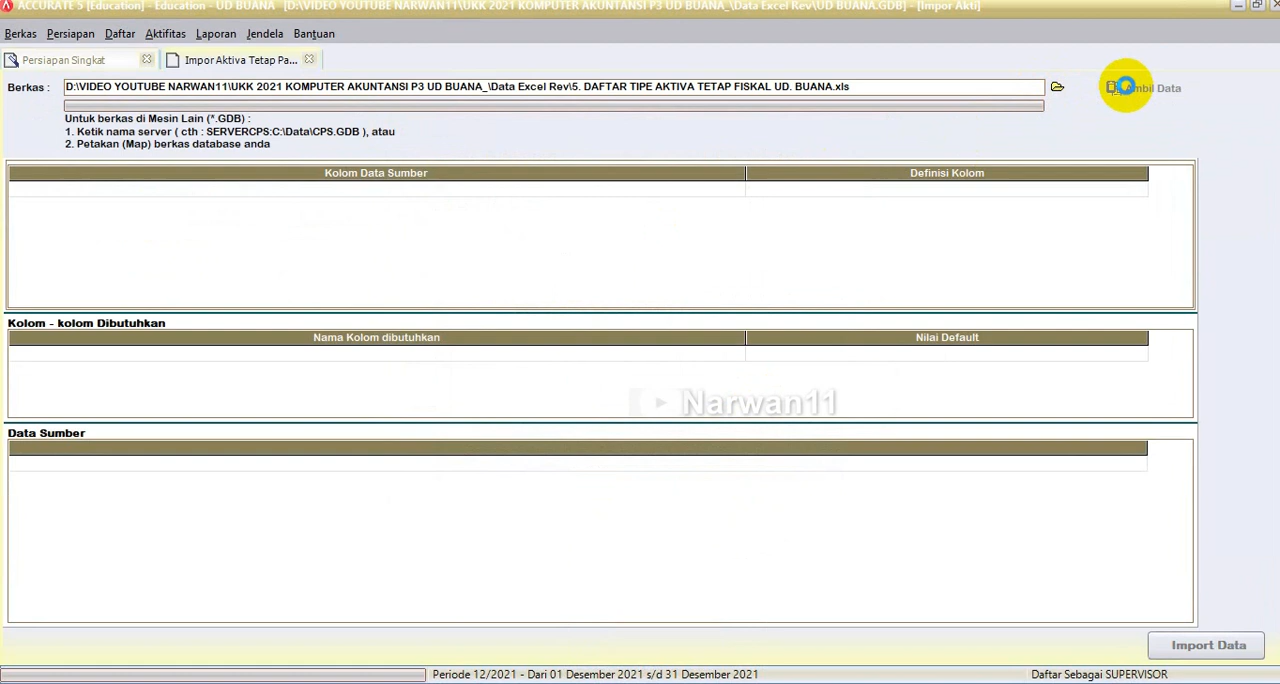 ACCURATE 5 [Education] - Education - UD BUANA [D:\VIDEO YOUTUBE NARWAN11\UKK 2021 KOMPUTER AKUNTANSI P3 UD BUANA_\Data Excel Rev\UD BUANA.GDB] - [Impor Akti]
Berkas Persiapan Daftar Aktifitas Laporan Jendela Bantuan
Persiapan Singkat Impor Aktiva Tetap Pa...
Berkas : D:\VIDEO YOUTUBE NARWAN11\UKK 2021 KOMPUTER AKUNTANSI P3 UD BUANA_\Data Excel Rev\5. DAFTAR TIPE AKTIVA TETAP FISKAL UD. BUANA.xls Ambil Data
Untuk berkas di Mesin Lain (*.GDB) :
1. Ketik nama server ( cth : SERVERCPS:C:\Data\CPS.GDB ), atau
2. Petakan (Map) berkas database anda
Kolom Data Sumber Definisi Kolom
Kolom - kolom Dibutuhkan
Nama Kolom dibutuhkan Nilai Default
Narwan11
Data Sumber
Import Data
Periode 12/2021 - Dari 01 Desember 2021 s/d 31 Desember 2021 Daftar Sebagai SUPERVISOR